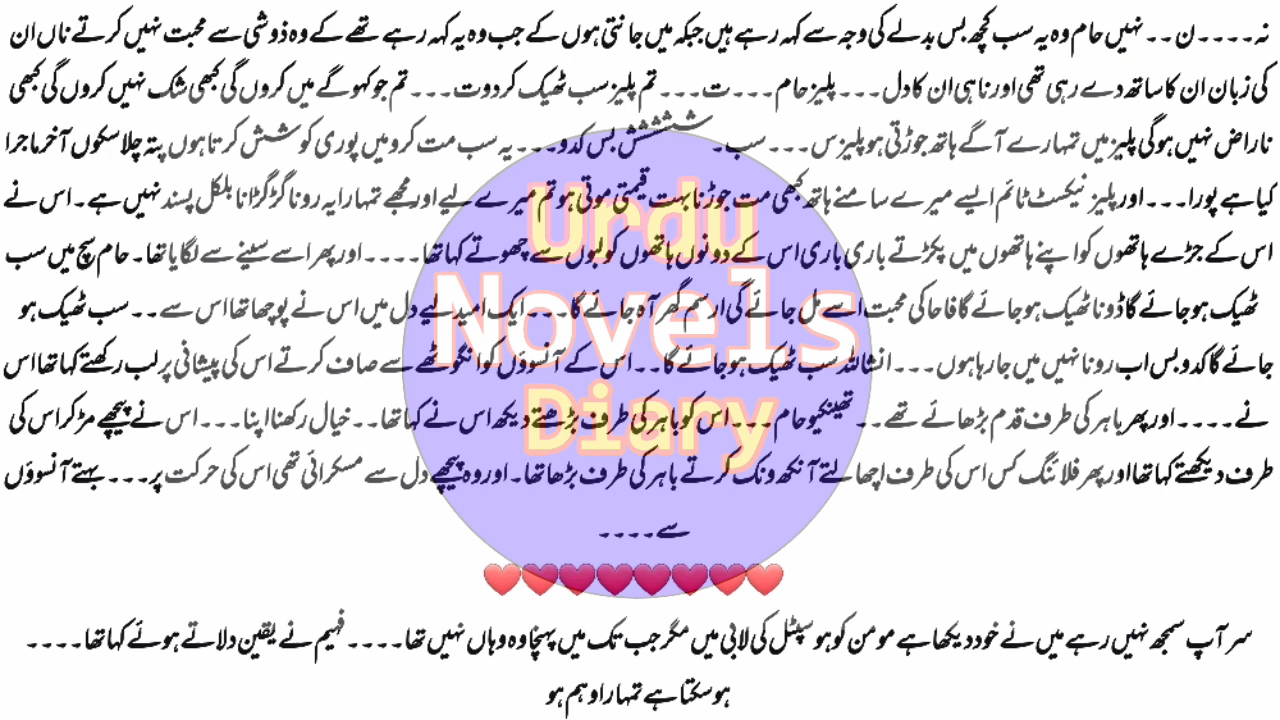 نہ۔۔۔۔ن۔۔ نہیں حام وہ یہ سب کچھ بس بدلے کی وجہ سے کہہ رہے ہیں جبکہ میں جانتی ہوں کے جب وہ یہ کہہ رہے تھے کے وہ ذوشی سے محبت نہیں کرتے ناں ان
کی زبان ان کا ساتھ دے رہی تھی اور نا ہی ان کا دل۔۔۔ پلیز حام۔۔۔ ت۔۔۔ تم پلیز سب ٹھیک کر دو ت۔۔۔ تم جو کہو گے میں کروں گی کبھی شک نہیں کروں گی کبھی
ناراض نہیں ہوگی پلیز میں تمہارے آگے ہاتھ جوڑتی ہو پلیز س۔۔۔ سب۔ ششششش بس کدو۔۔۔ یہ سب مت کرو میں پوری کوشش کرتا ہوں پتہ چلا سکوں آخر ماجرا
کیا ہے پورا۔۔۔ اور پلیز نیکسٹ ٹائم ایسے میرے سامنے ہاتھ کبھی مت جوڑنا بہت قیمتی موتی ہو تم میرے لیے اور مجھے تمہارا یہ رونا گڑگڑانا بلکل پسند نہیں ہے۔ اس نے
اس کے جڑے ہاتھوں کو اپنے ہاتھوں میں پکڑتے باری باری اس کے دونوں ہاتھوں کو لبوں سے چھوتے کہا تھا۔۔۔۔ اور پھر اسے سینے سے لگایا تھا۔ حام سچ میں سب
ٹھیک ہو جائے گا ڈونا ٹھیک ہو جائے گا فاحا کی محبت اسے مل جائے گی ارسم گھر آہ جائے گا۔۔۔ ایک امید لیے دل میں اس نے پوچھا تھا اس سے۔۔ سب ٹھیک ہو
جائے گا کدو بس اب رونا نہیں میں جا رہا ہوں۔۔۔ انشاللہ سب ٹھیک ہو جائے گا۔۔ اس کے آنسوؤں کو انگوٹھے سے صاف کرتے اس کی پیشانی پر لب رکھتے کہا تھا اس
نے۔۔۔۔ اور پھر باہر کی طرف قدم بڑھائے تھے۔۔ تھینکیو حام۔۔۔ اس کو باہر کی طرف بڑھتے دیکھ اس نے کہا تھا۔۔ خیال رکھنا اپنا۔۔۔ اس نے پیچھے مڑ کر اس کی
طرف دیکھتے کہا تھا اور پھر فلائنگ کس اس کی طرف اچھالتے آنکھ ونک کرتے باہر کی طرف بڑھا تھا۔ اور وہ پیچھے دل سے مسکرائی تھی اس کی حرکت پر۔۔۔ بہتے آنسوؤں
سے۔۔۔۔
Urdu
Novels
Diary
سر آپ سمجھ نہیں رہے میں نے خود دیکھا ہے مومن کو ہوسپٹل کی لابی میں مگر جب تک میں پہنچا وہ وہاں نہیں تھا۔۔۔۔ فہیم نے یقین دلاتے ہوئے کہا تھا۔۔۔۔
ہو سکتا ہے تمہارا وہم ہو